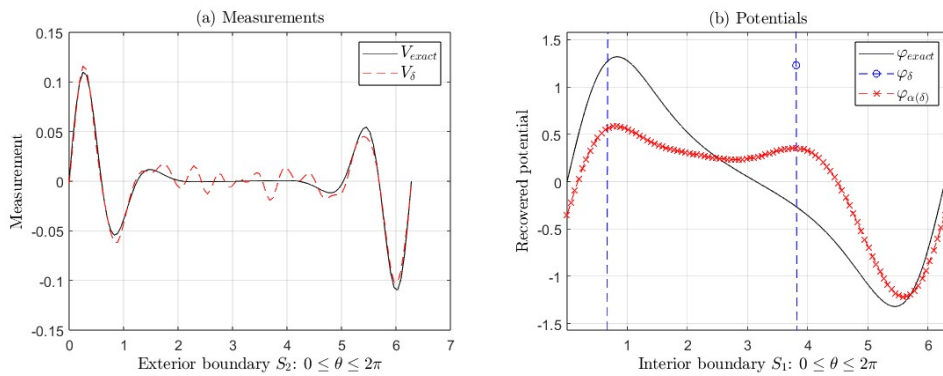 (a) Measurements
0.15
0.1
0.05
0
-0.05
-0.1
-0.15
Measurement
V_exact
V_δ
0 1 2 3 4 5 6 7
Exterior boundary S_2: 0 ≤ θ ≤ 2π
(b) Potentials
1.5
1
0.5
0
-0.5
-1
-1.5
Recovered potential
φ_exact
φ_δ
φ_α(δ)
1 2 3 4 5 6
Interior boundary S_1: 0 ≤ θ ≤ 2π